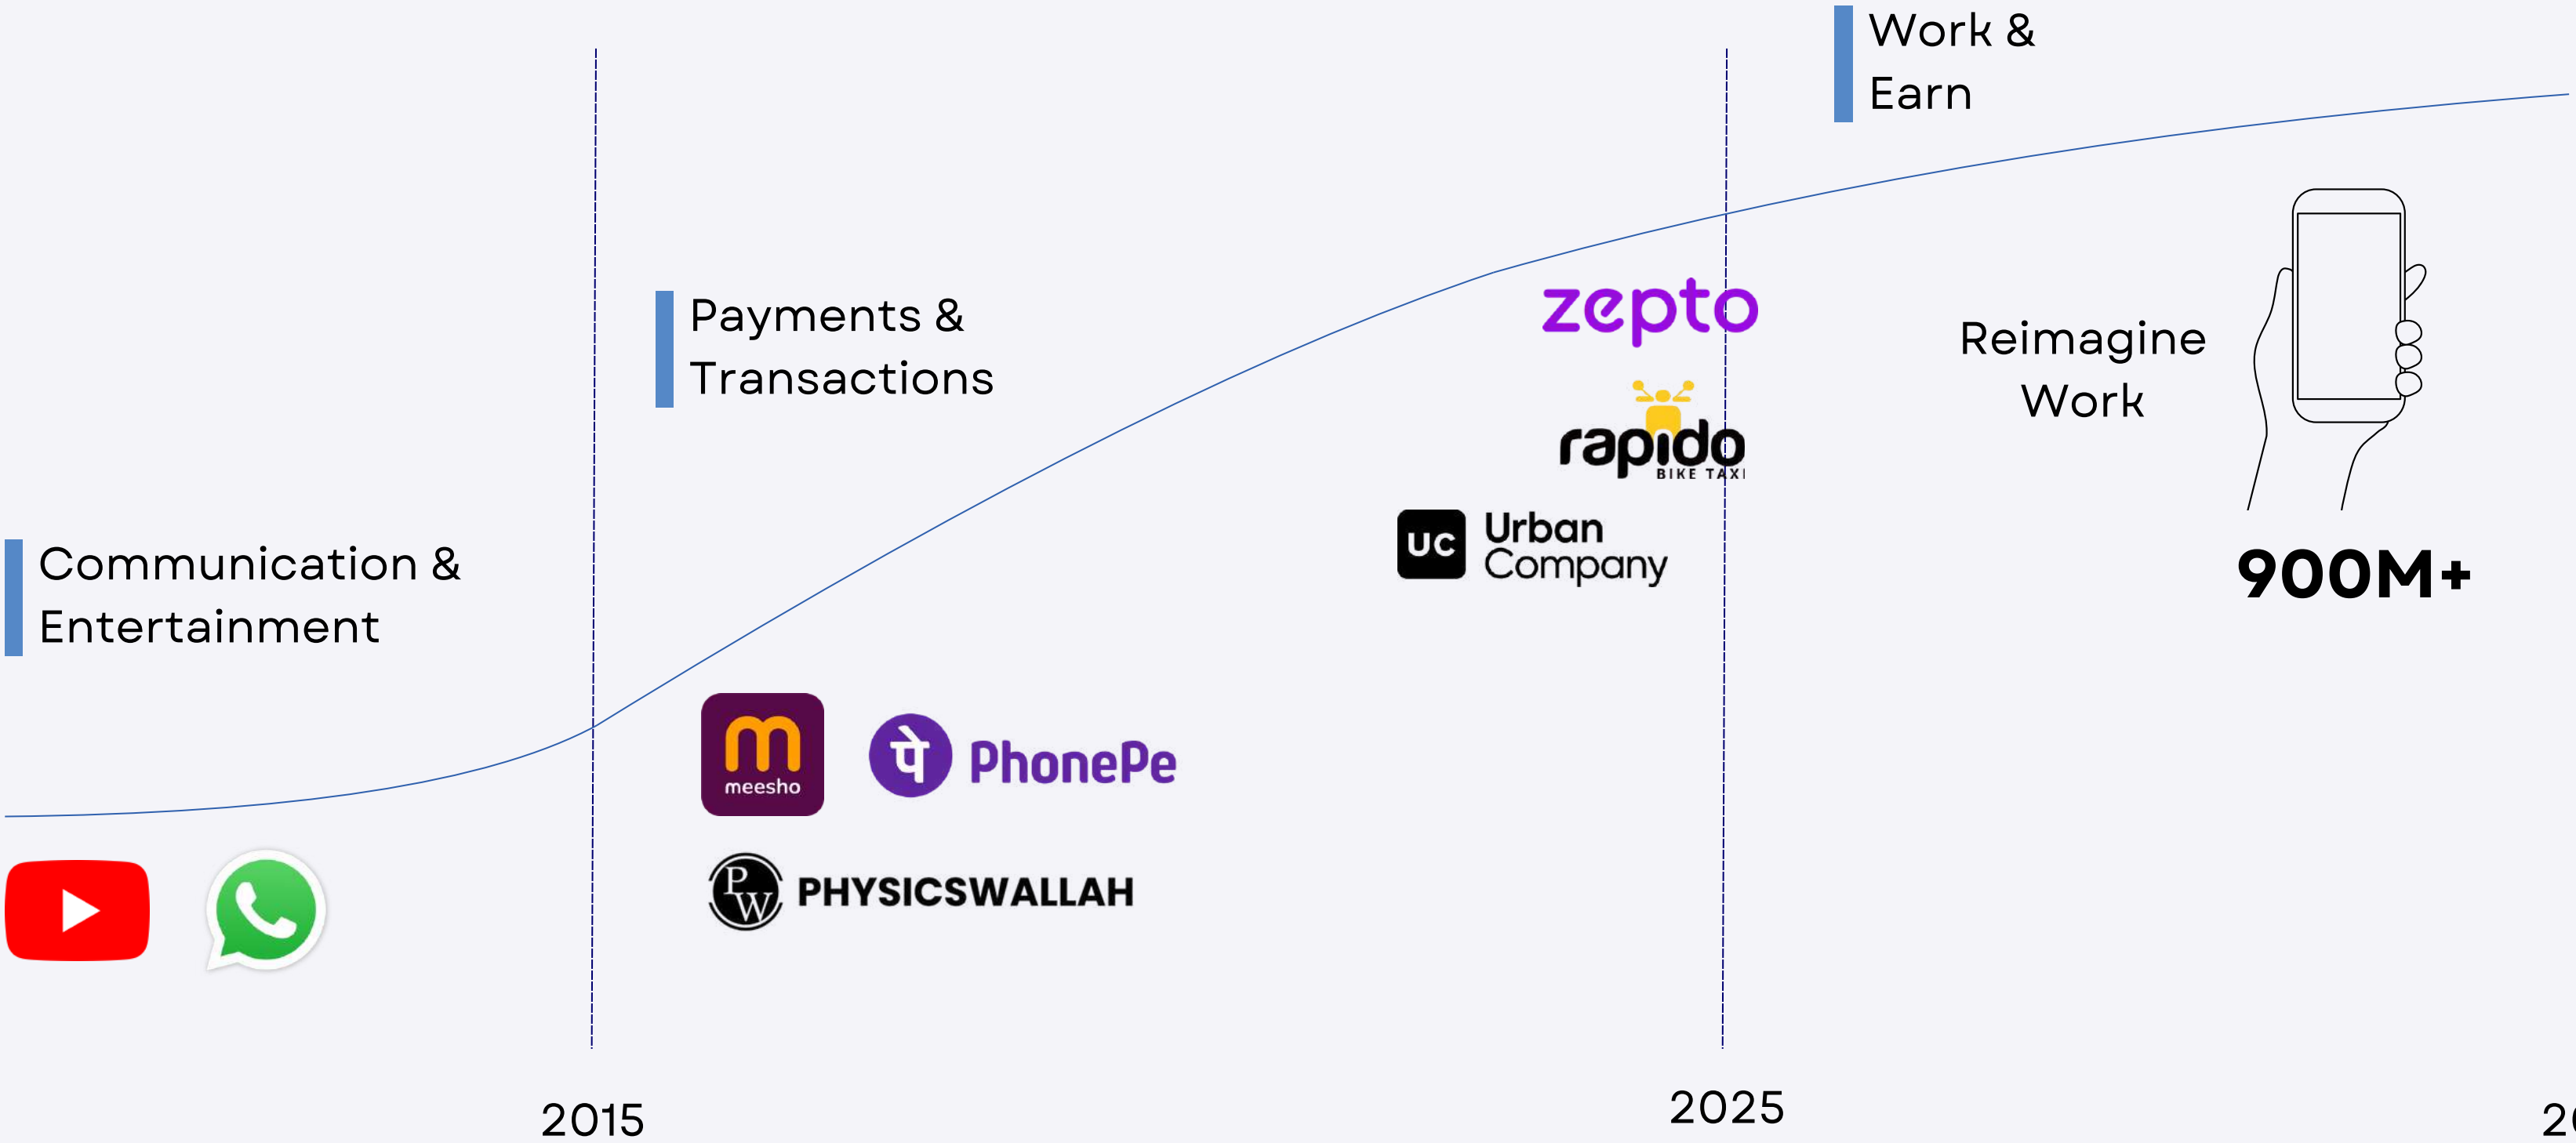 Work &
Earn
Payments &
Transactions
zepto
Reimagine
Work
rapido
BIKE TAXI
UC Urban
Company
Communication &
Entertainment
900M+
m
meesho
पे PhonePe
PW PHYSICSWALLAH
2015
2025